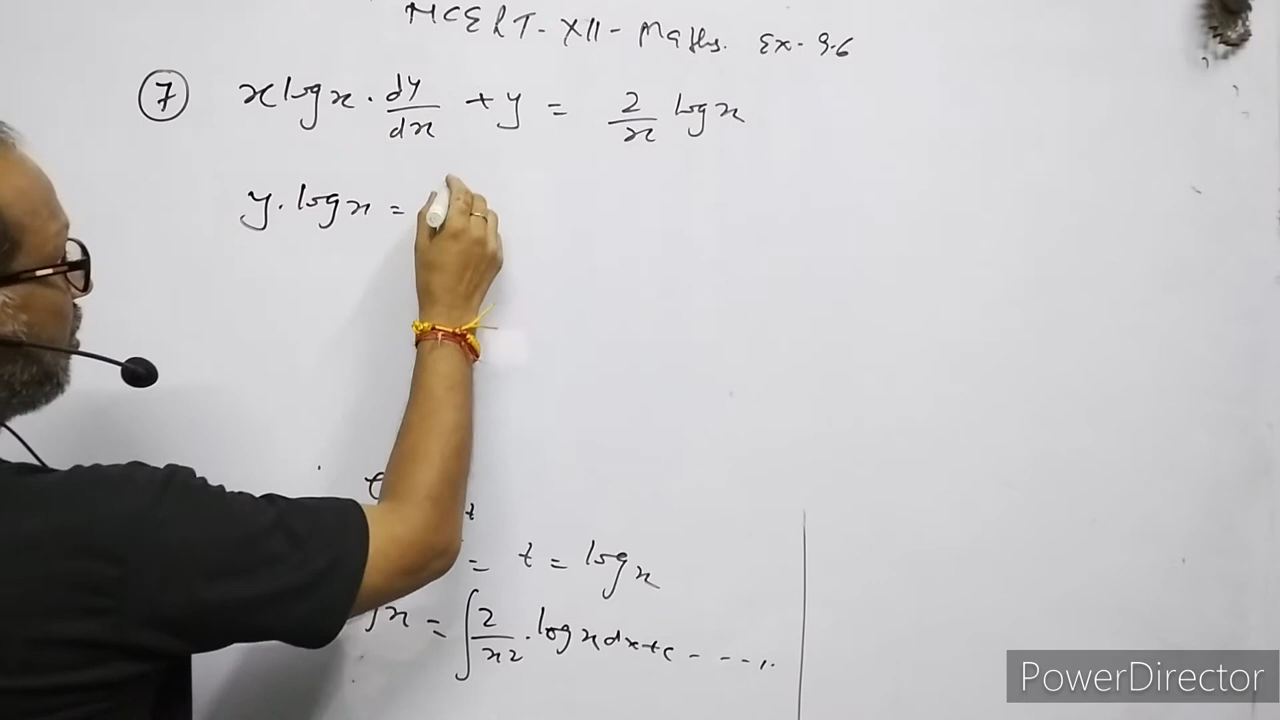 NCERT - XII - Maths. Ex - 9.6
⑦ x log x · dy/dx + y = 2/x log x
y · log x =
t
= t = log x
x = ∫ 2/x2 · log x dx + c - - - -
PowerDirector